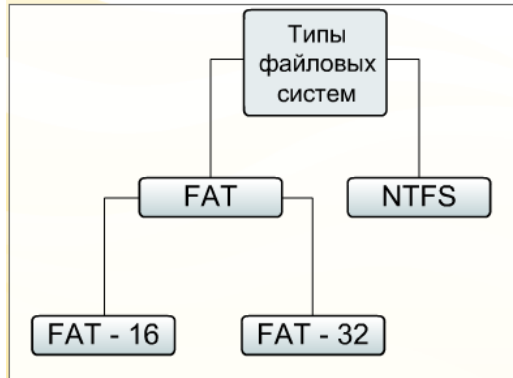 Типы
файловых
систем
FAT
NTFS
FAT - 16
FAT - 32